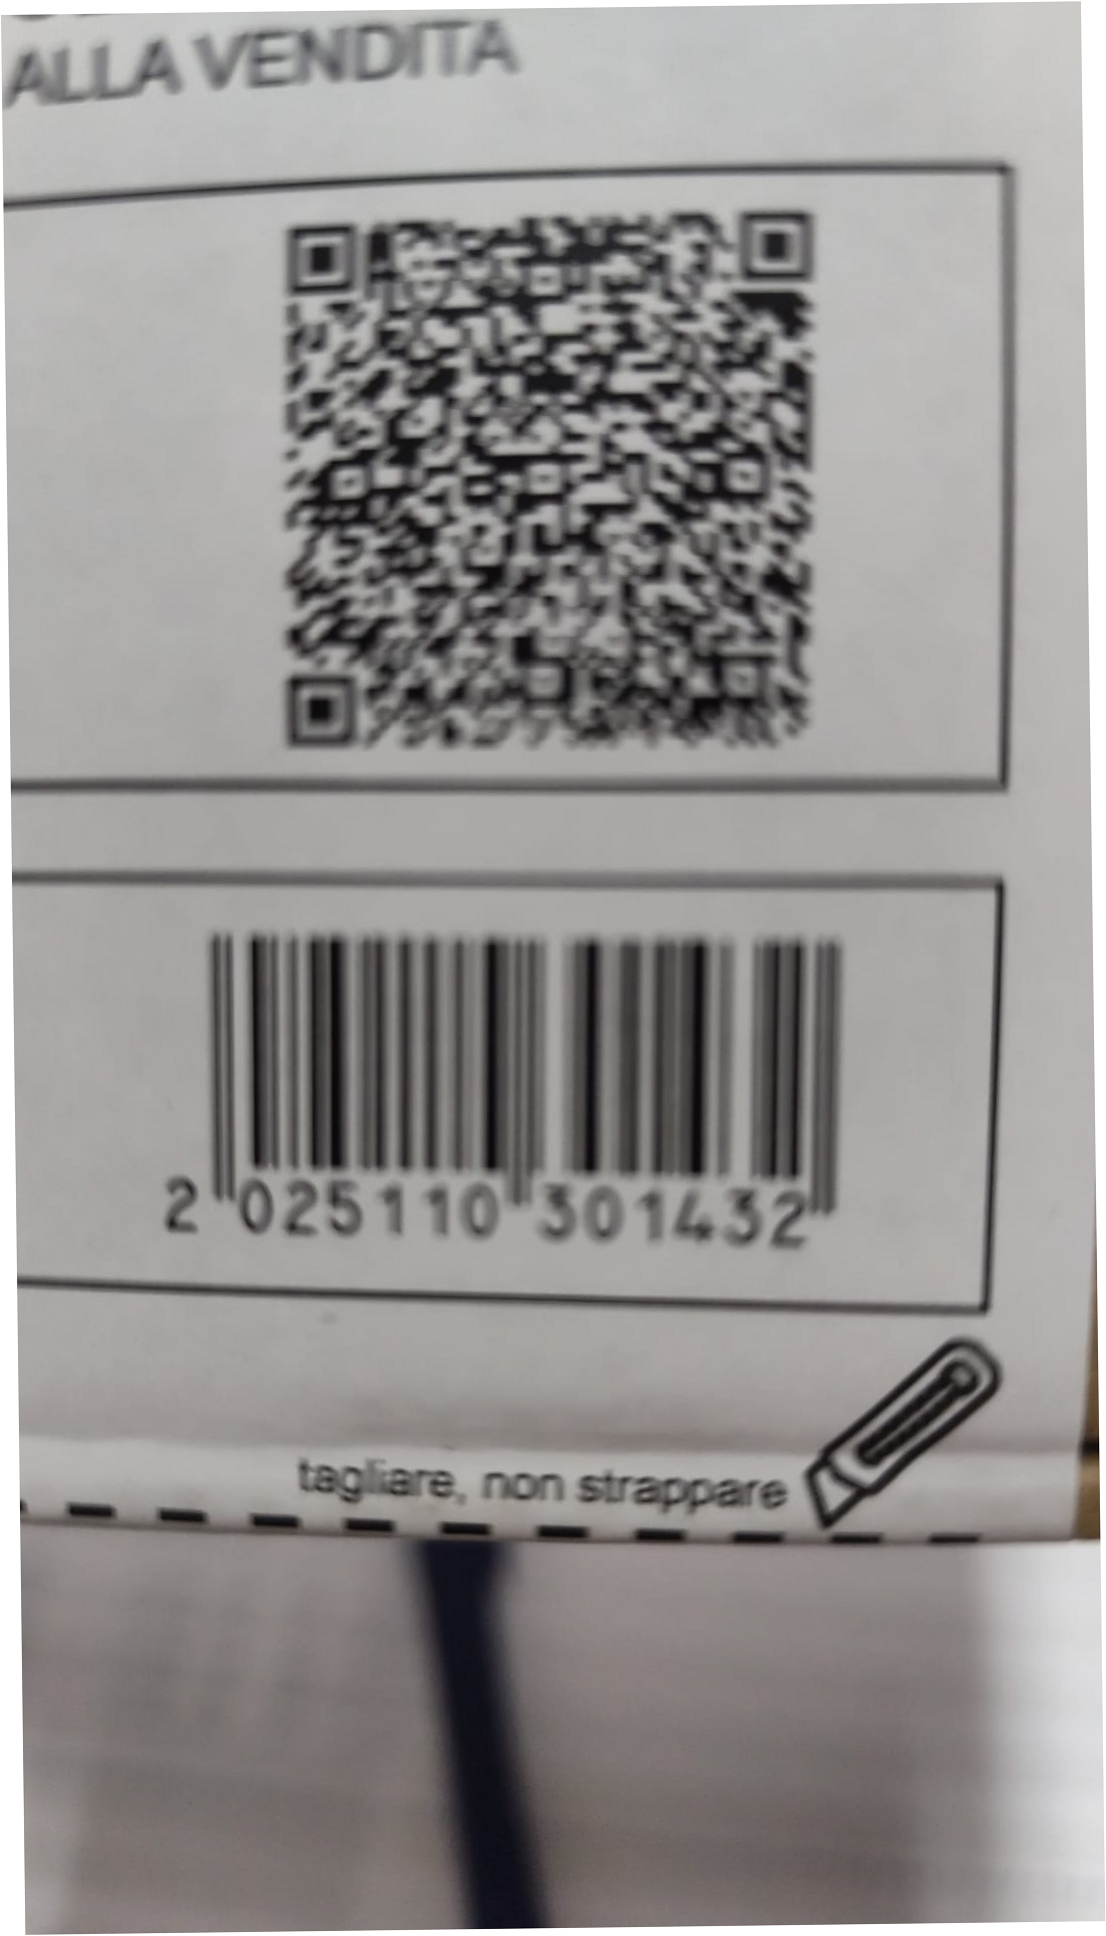 ALLA VENDITA
2 025110 301432
tagliare, non strappare